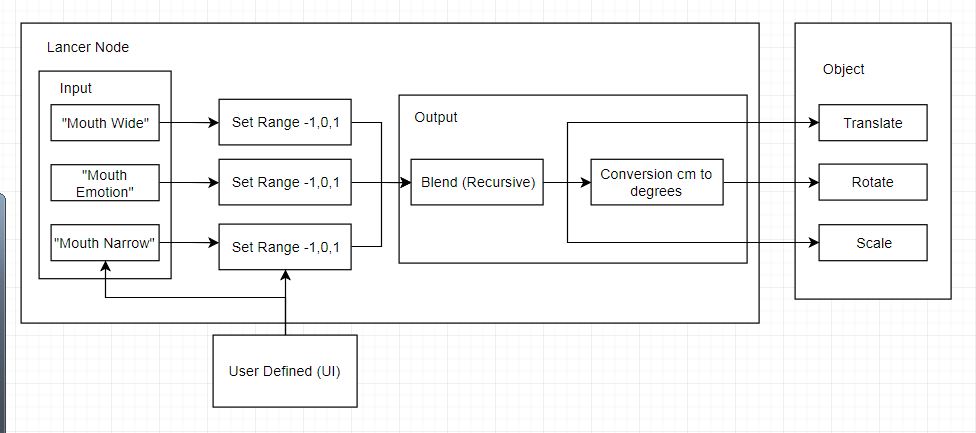 Lancer Node
Object
Input
Output
"Mouth Wide"
Set Range -1,0,1
Translate
"Mouth
Emotion"
Set Range -1,0,1
Blend (Recursive)
Conversion cm to
degrees
Rotate
"Mouth Narrow"
Set Range -1,0,1
Scale
User Defined (UI)